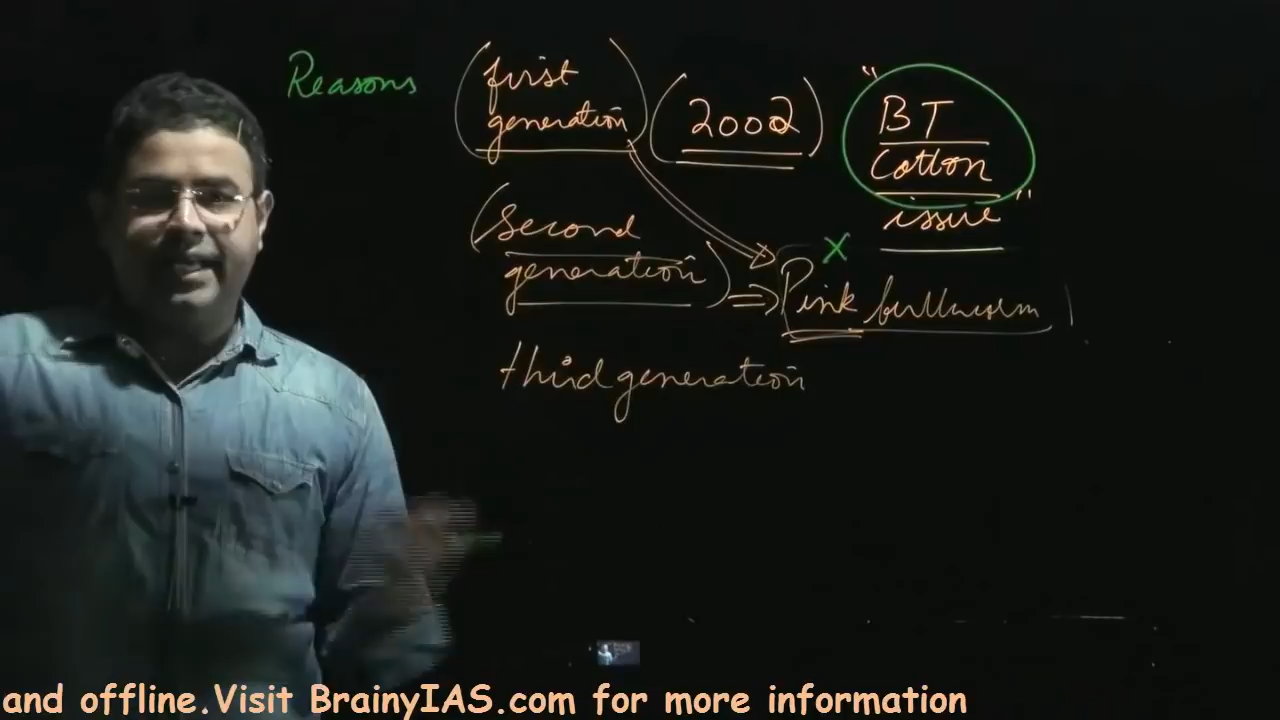 Reasons
(first
generation)
(2002)
"BT
Cotton
issue"
X
(second
generation)
⇒ Pink bullworm
third generation
and offline.Visit BrainyIAS.com for more information